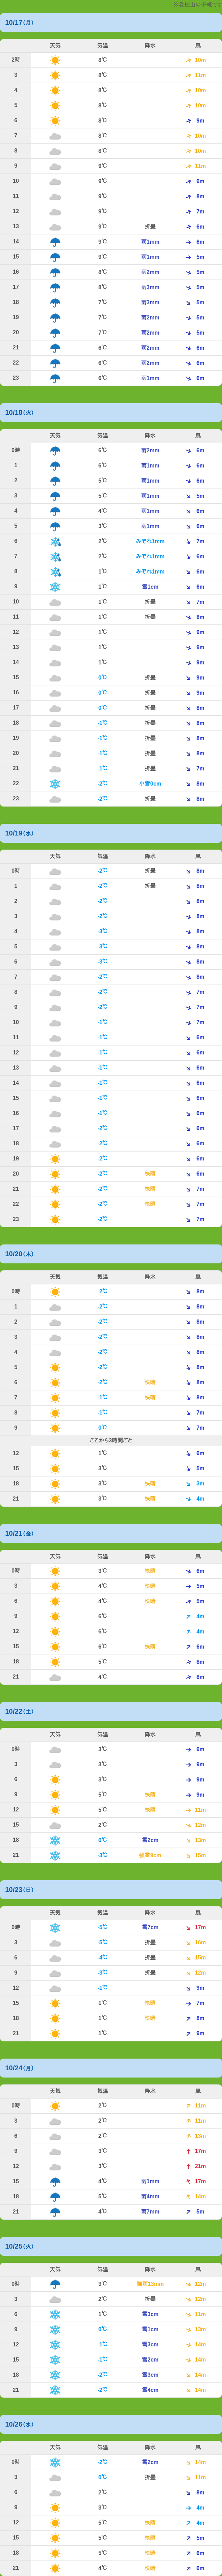 ※岩橋山の予報です
10/17(月)
天気 気温 降水 風
2時 8℃ 10m
3 8℃ 11m
4 8℃ 10m
5 8℃ 10m
6 8℃ 9m
7 8℃ 10m
8 8℃ 10m
9 9℃ 11m
10 9℃ 9m
11 9℃ 8m
12 9℃ 7m
13 9℃ 折曇 6m
14 9℃ 雨1mm 6m
15 9℃ 雨1mm 5m
16 8℃ 雨2mm 5m
17 8℃ 雨3mm 5m
18 7℃ 雨3mm 5m
19 7℃ 雨2mm 5m
20 7℃ 雨2mm 5m
21 6℃ 雨2mm 6m
22 6℃ 雨2mm 6m
23 6℃ 雨1mm 6m
10/18(火)
天気 気温 降水 風
0時 6℃ 雨2mm 6m
1 6℃ 雨1mm 6m
2 5℃ 雨1mm 6m
3 5℃ 雨1mm 5m
4 4℃ 雨1mm 6m
5 3℃ 雨1mm 6m
6 2℃ みぞれ1mm 7m
7 2℃ みぞれ1mm 6m
8 1℃ みぞれ1mm 6m
9 1℃ 雪1cm 6m
10 1℃ 折曇 7m
11 1℃ 折曇 8m
12 1℃ 9m
13 1℃ 9m
14 1℃ 9m
15 0℃ 折曇 9m
16 0℃ 折曇 9m
17 0℃ 折曇 8m
18 -1℃ 折曇 8m
19 -1℃ 折曇 8m
20 -1℃ 折曇 8m
21 -1℃ 折曇 7m
22 -2℃ 小雪0cm 8m
23 -2℃ 折曇 8m
10/19(水)
天気 気温 降水 風
0時 -2℃ 折曇 8m
1 -2℃ 折曇 8m
2 -2℃ 8m
3 -2℃ 8m
4 -3℃ 8m
5 -3℃ 8m
6 -3℃ 8m
7 -2℃ 8m
8 -2℃ 7m
9 -2℃ 7m
10 -1℃ 7m
11 -1℃ 6m
12 -1℃ 6m
13 -1℃ 6m
14 -1℃ 6m
15 -1℃ 6m
16 -1℃ 6m
17 -2℃ 6m
18 -2℃ 6m
19 -2℃ 6m
20 -2℃ 快晴 6m
21 -2℃ 快晴 7m
22 -2℃ 快晴 7m
23 -2℃ 7m
10/20(木)
天気 気温 降水 風
0時 -2℃ 8m
1 -2℃ 8m
2 -2℃ 8m
3 -2℃ 8m
4 -2℃ 8m
5 -2℃ 8m
6 -2℃ 快晴 8m
7 -1℃ 快晴 8m
8 -1℃ 7m
9 0℃ 7m
ここから3時間ごと
12 1℃ 6m
15 3℃ 5m
18 3℃ 快晴 3m
21 3℃ 快晴 4m
10/21(金)
天気 気温 降水 風
0時 3℃ 快晴 6m
3 4℃ 快晴 5m
6 4℃ 快晴 5m
9 6℃ 4m
12 6℃ 4m
15 6℃ 快晴 6m
18 5℃ 8m
21 4℃ 8m
10/22(土)
天気 気温 降水 風
0時 3℃ 9m
3 3℃ 9m
6 3℃ 9m
9 5℃ 快晴 9m
12 5℃ 快晴 11m
15 2℃ 12m
18 0℃ 雪2cm 13m
21 -3℃ 強雪9cm 15m
10/23(日)
天気 気温 降水 風
0時 -5℃ 雪7cm 17m
3 -5℃ 折曇 16m
6 -4℃ 折曇 15m
9 -3℃ 折曇 12m
12 -1℃ 9m
15 1℃ 快晴 7m
18 1℃ 快晴 8m
21 1℃ 9m
10/24(月)
天気 気温 降水 風
0時 2℃ 11m
3 2℃ 11m
6 2℃ 13m
9 3℃ 17m
12 3℃ 21m
15 4℃ 雨1mm 17m
18 5℃ 雨4mm 14m
21 4℃ 雨7mm 5m
10/25(火)
天気 気温 降水 風
0時 3℃ 強雨13mm 12m
3 2℃ 折曇 12m
6 1℃ 雪3cm 11m
9 0℃ 雪1cm 13m
12 -1℃ 雪3cm 14m
15 -1℃ 雪2cm 14m
18 -2℃ 雪3cm 14m
21 -2℃ 雪4cm 14m
10/26(水)
天気 気温 降水 風
0時 -2℃ 雪2cm 14m
3 0℃ 折曇 11m
6 2℃ 8m
9 3℃ 4m
12 5℃ 快晴 4m
15 5℃ 快晴 5m
18 5℃ 快晴 6m
21 4℃ 快晴 6m